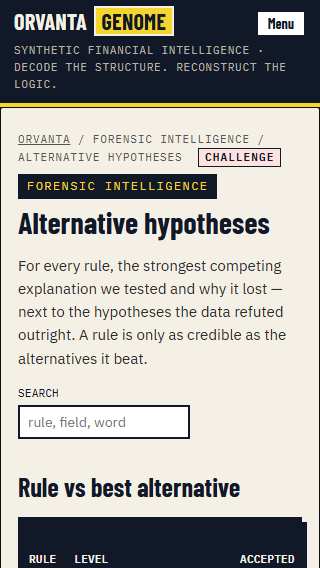 ORVANTA GENOME
Menu
SYNTHETIC FINANCIAL INTELLIGENCE ·
DECODE THE STRUCTURE. RECONSTRUCT THE
LOGIC.
ORVANTA / FORENSIC INTELLIGENCE /
ALTERNATIVE HYPOTHESES CHALLENGE
FORENSIC INTELLIGENCE
Alternative hypotheses
For every rule, the strongest competing
explanation we tested and why it lost —
next to the hypotheses the data refuted
outright. A rule is only as credible as the
alternatives it beat.
SEARCH
rule, field, word
Rule vs best alternative
RULE LEVEL ACCEPTED